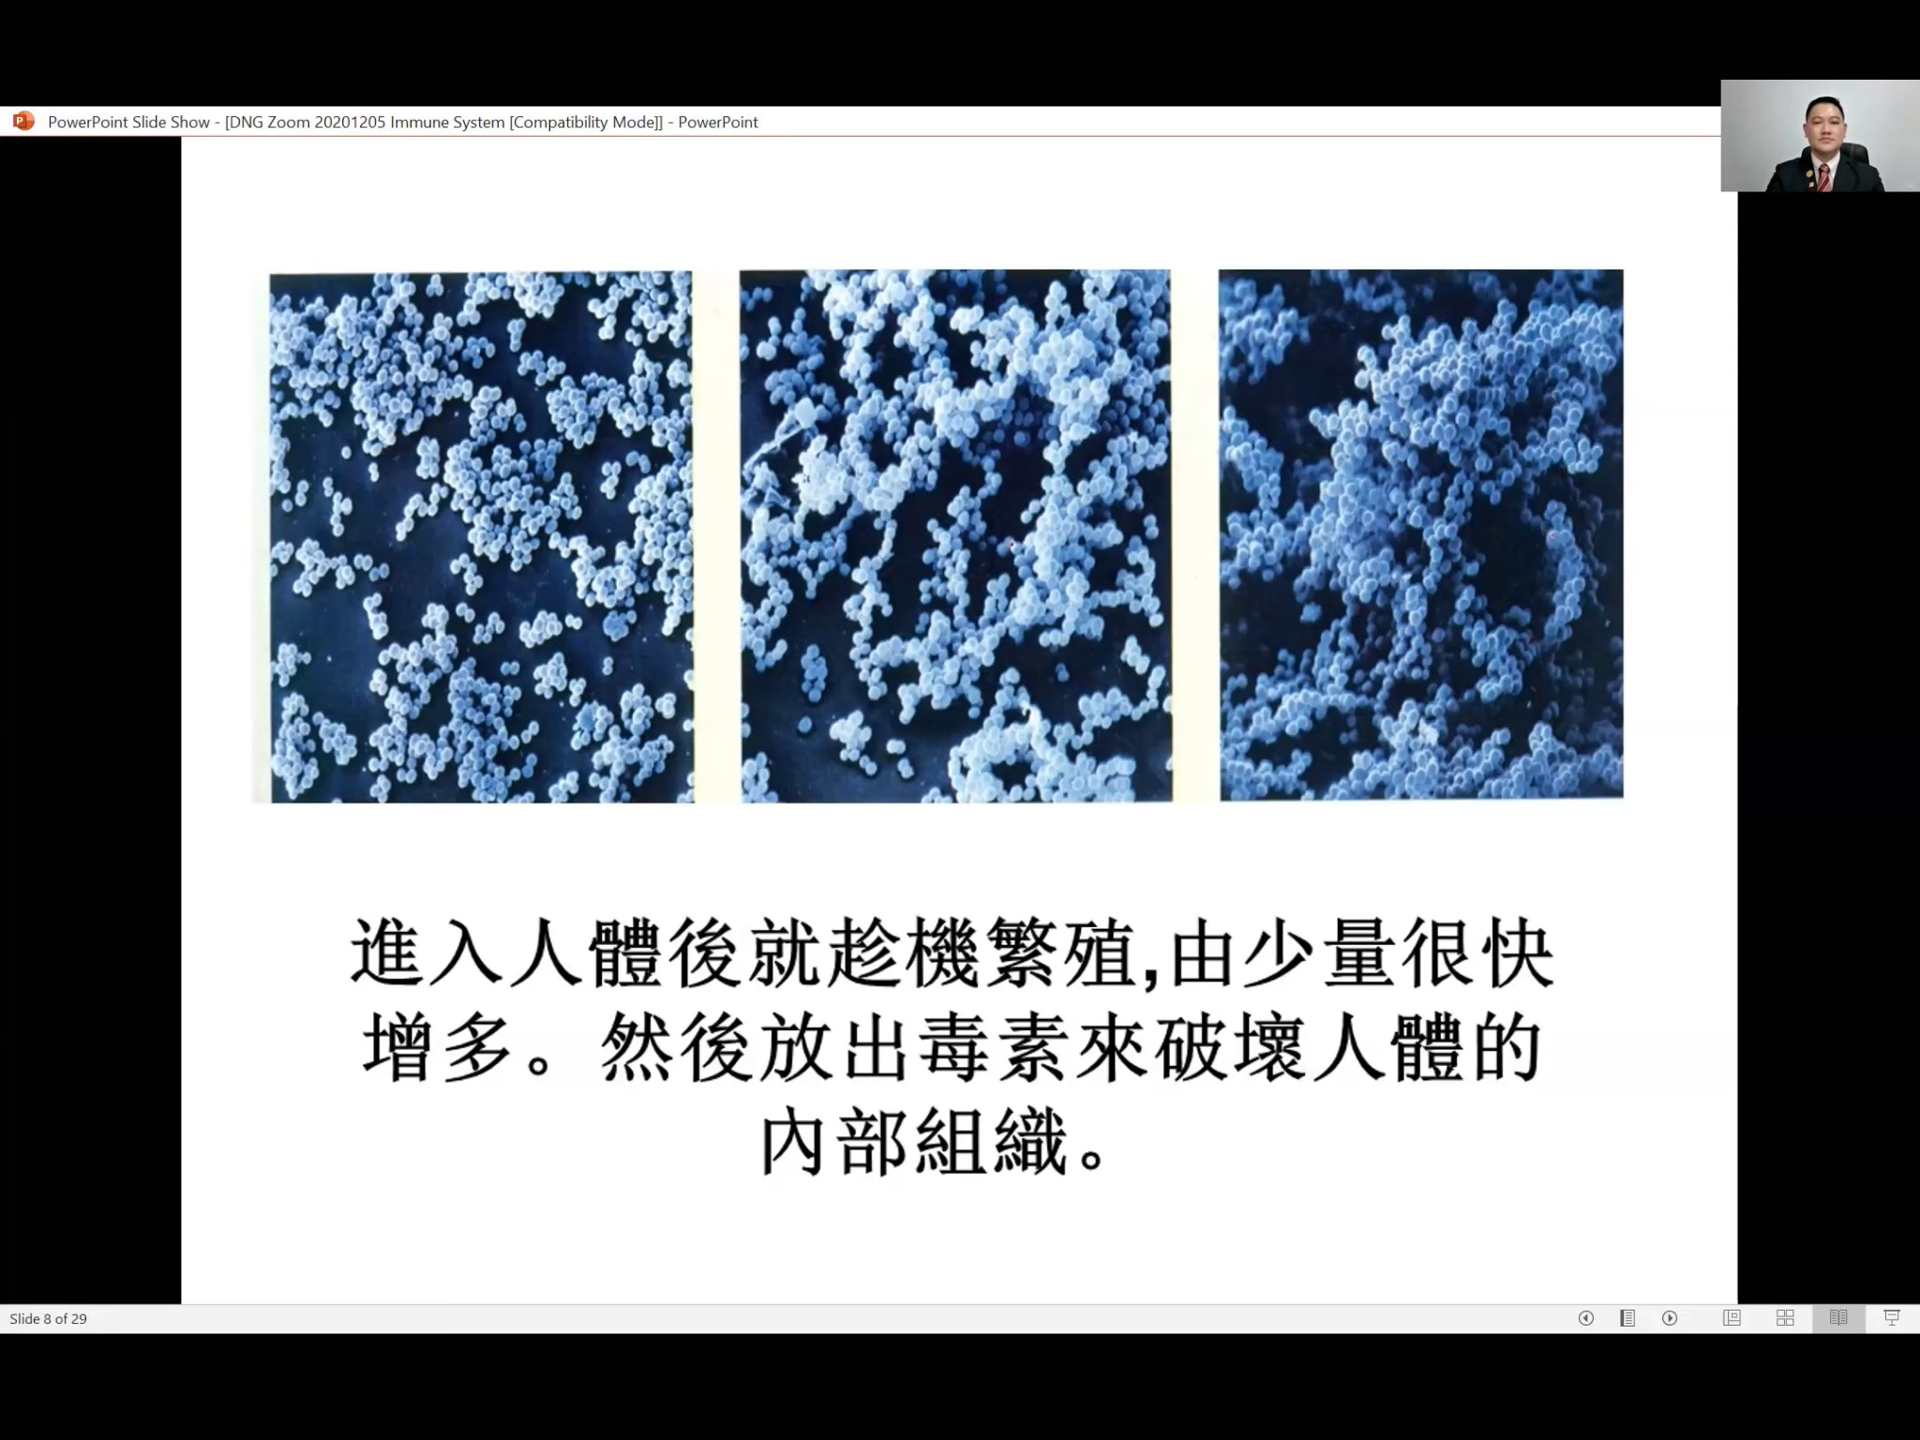 PowerPoint Slide Show - [DNG Zoom 20201205 Immune System [Compatibility Mode]] - PowerPoint
進入人體後就趁機繁殖,由少量很快
增多。然後放出毒素來破壞人體的
內部組織。
Slide 8 of 29